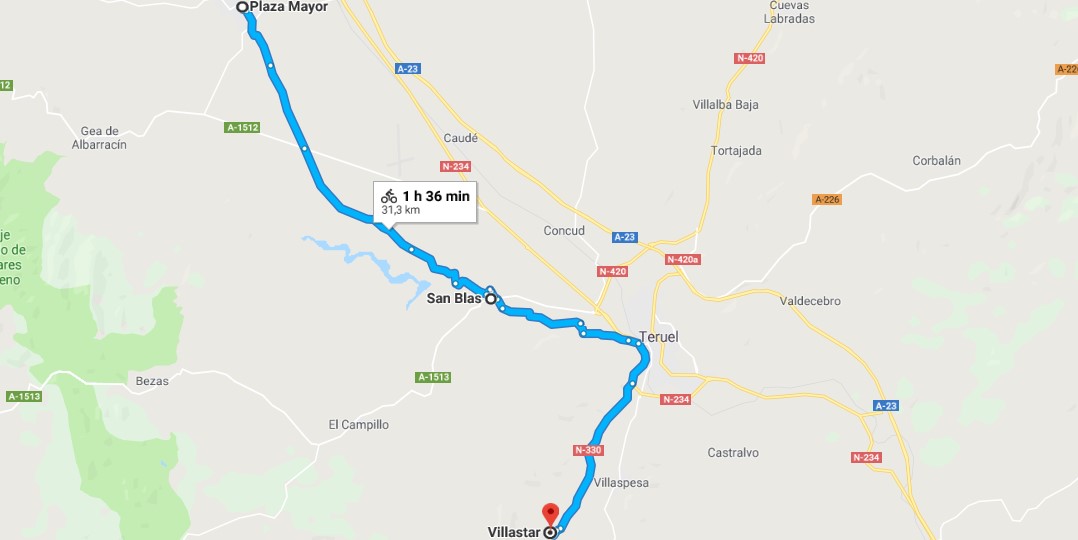 Plaza Mayor
Cuevas
Labradas
N-420
A-23
A-22
12
Villalba Baja
A-1512
Gea de
Albarracín
Caudé
Tortajada
N-234
Corbalán
1 h 36 min
31,3 km
A-226
Concud
A-23
je
o de
ares
eno
N-420
N-420a
San Blas
Valdecebro
Teruel
A-1513
Bezas
A-1513
N-234
A-23
El Campillo
N-330
Castralvo
N-234
Villaspesa
Villastar